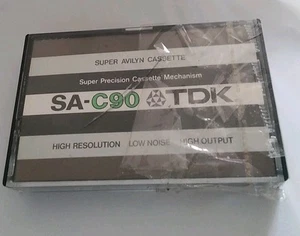 SUPER AVILYN CASSETTE
Super Precision Cassette Mechanism
SA-C90 TDK
HIGH RESOLUTION LOW NOISE HIGH OUTPUT